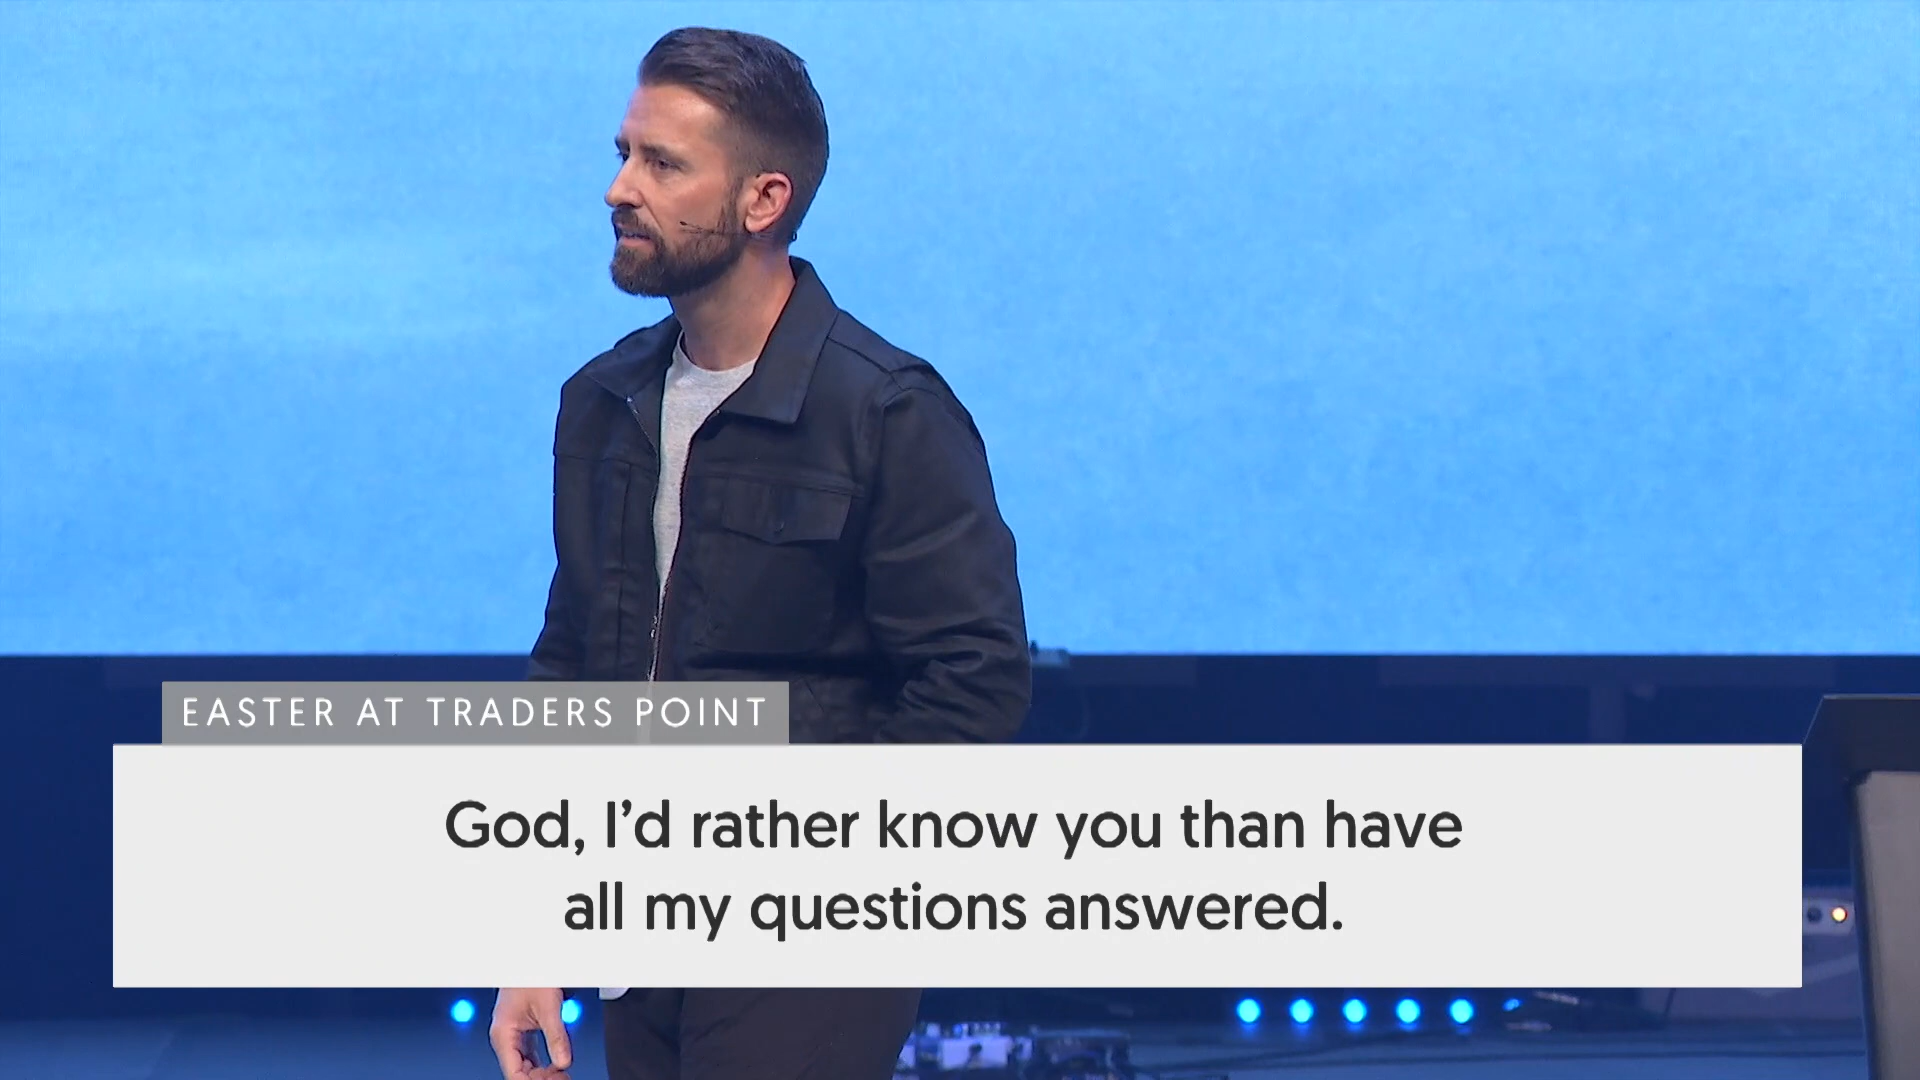 EASTER AT TRADERS POINT
God, I'd rather know you than have
all my questions answered.